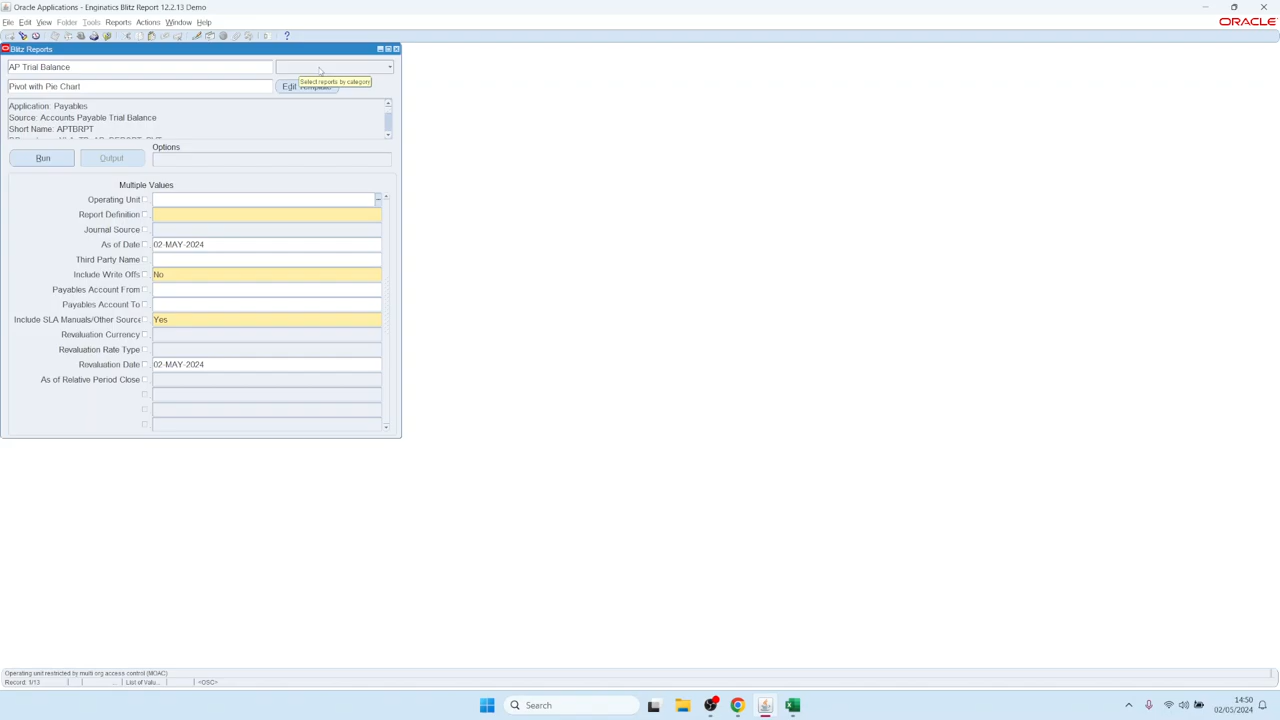 Oracle Applications - Enginatics Blitz Report 12.2.13 Demo
File Edit View Folder Tools Reports Actions Window Help
ORACLE
Blitz Reports
AP Trial Balance
Select reports by category
Pivot with Pie Chart
Edit Template
Application: Payables
Source: Accounts Payable Trial Balance
Short Name: APTBRPT
Run
Output
Options
Multiple Values
Operating Unit
Report Definition
Journal Source
As of Date 02-MAY-2024
Third Party Name
Include Write Offs No
Payables Account From
Payables Account To
Include SLA Manuals/Other Source Yes
Revaluation Currency
Revaluation Rate Type
Revaluation Date 02-MAY-2024
As of Relative Period Close
Operating unit restricted by multi org access control (MOAC)
Record: 1/13 ... List of Valu... <OSC>
Search
14:50
02/05/2024